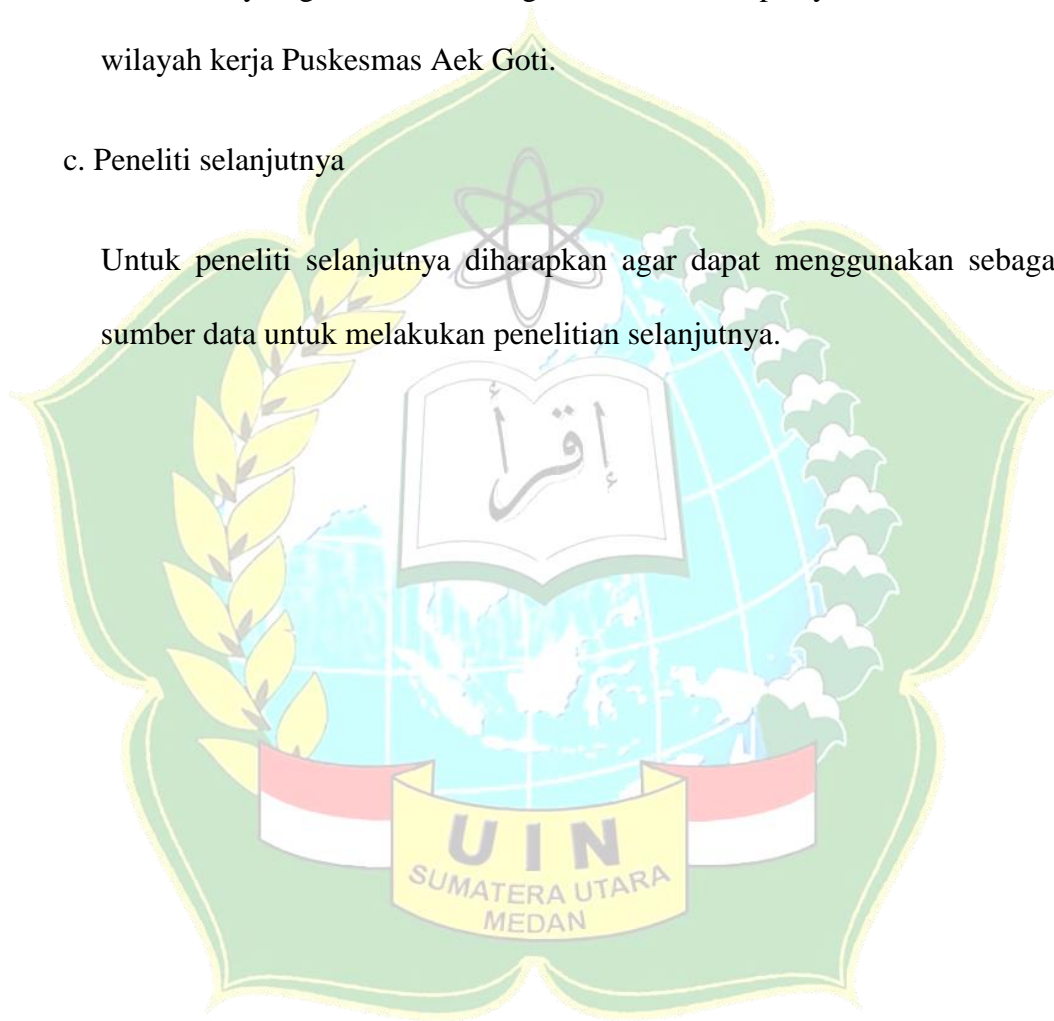 wilayah kerja Puskesmas Aek Goti.
c. Peneliti selanjutnya
Untuk peneliti selanjutnya diharapkan agar dapat menggunakan sebaga
sumber data untuk melakukan penelitian selanjutnya.
إقرأ
UIN
SUMATERA UTARA
MEDAN